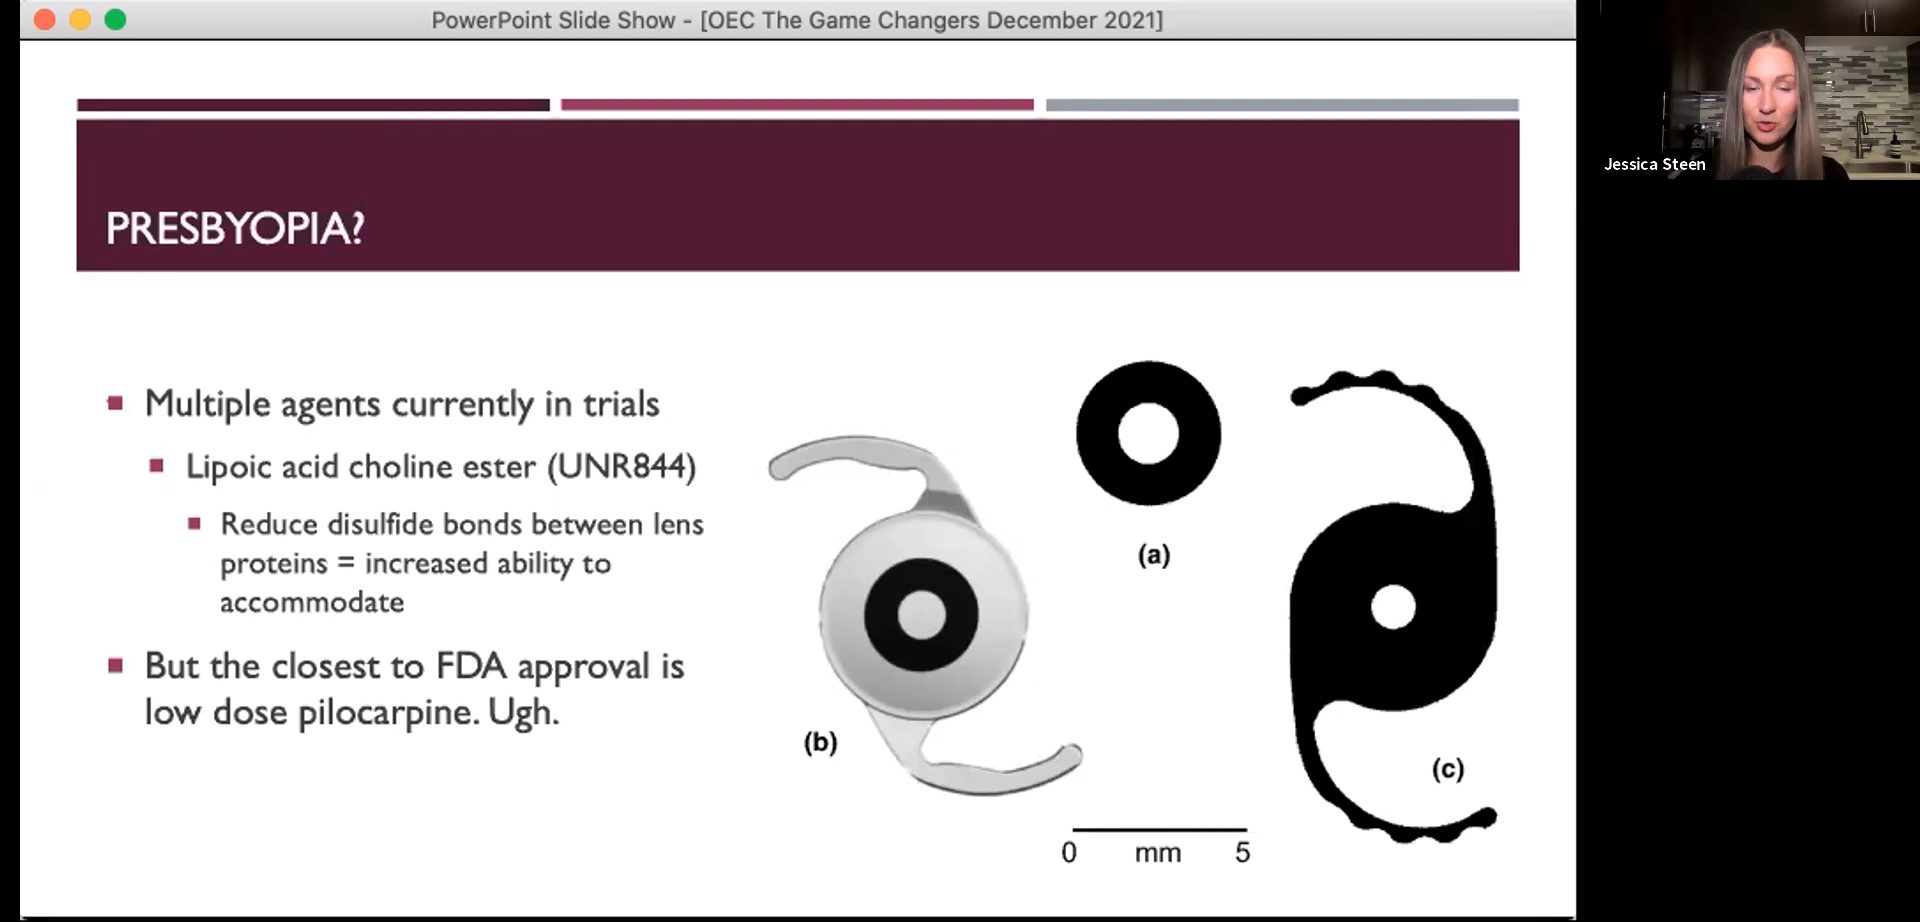 PowerPoint Slide Show - [OEC The Game Changers December 2021]
Jessica Steen
PRESBYOPIA?
Multiple agents currently in trials
Lipoic acid choline ester (UNR844)
Reduce disulfide bonds between lens
proteins = increased ability to
accommodate
But the closest to FDA approval is
low dose pilocarpine. Ugh.
(a)
(b)
(c)
0 mm 5